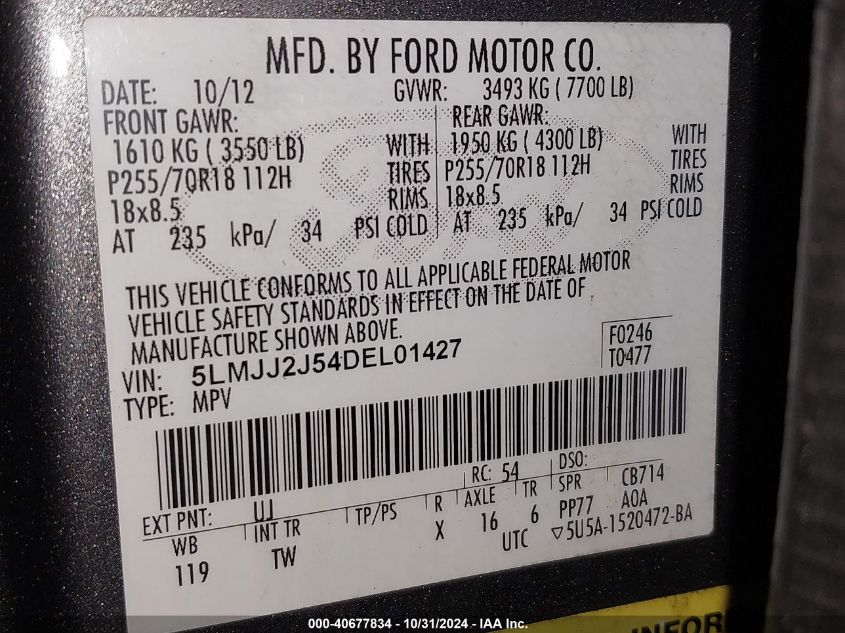 MFD. BY FORD MOTOR CO.
DATE: 10/12 GVWR: 3493 KG ( 7700 LB)
FRONT GAWR: REAR GAWR:
1610 KG ( 3550 LB) WITH 1950 KG ( 4300 LB) WITH
P255/70R18 112H TIRES P255/70R18 112H TIRES
18x8.5 RIMS 18x8.5 RIMS
AT 235 kPa/ 34 PSI COLD AT 235 kPa/ 34 PSI COLD
THIS VEHICLE CONFORMS TO ALL APPLICABLE FEDERAL MOTOR
VEHICLE SAFETY STANDARDS IN EFFECT ON THE DATE OF
MANUFACTURE SHOWN ABOVE.
VIN: 5LMJJ2J54DEL01427 F0246
TYPE: MPV T0477
RC: 54 DSO:
EXT PNT: UJ
WB INT TR TP/PS R AXLE TR SPR CB714
119 TW X 16 6 PP77 A0A
UTC ▽5U5A-1520472-BA
000-40677834 - 10/31/2024 - IAA Inc.